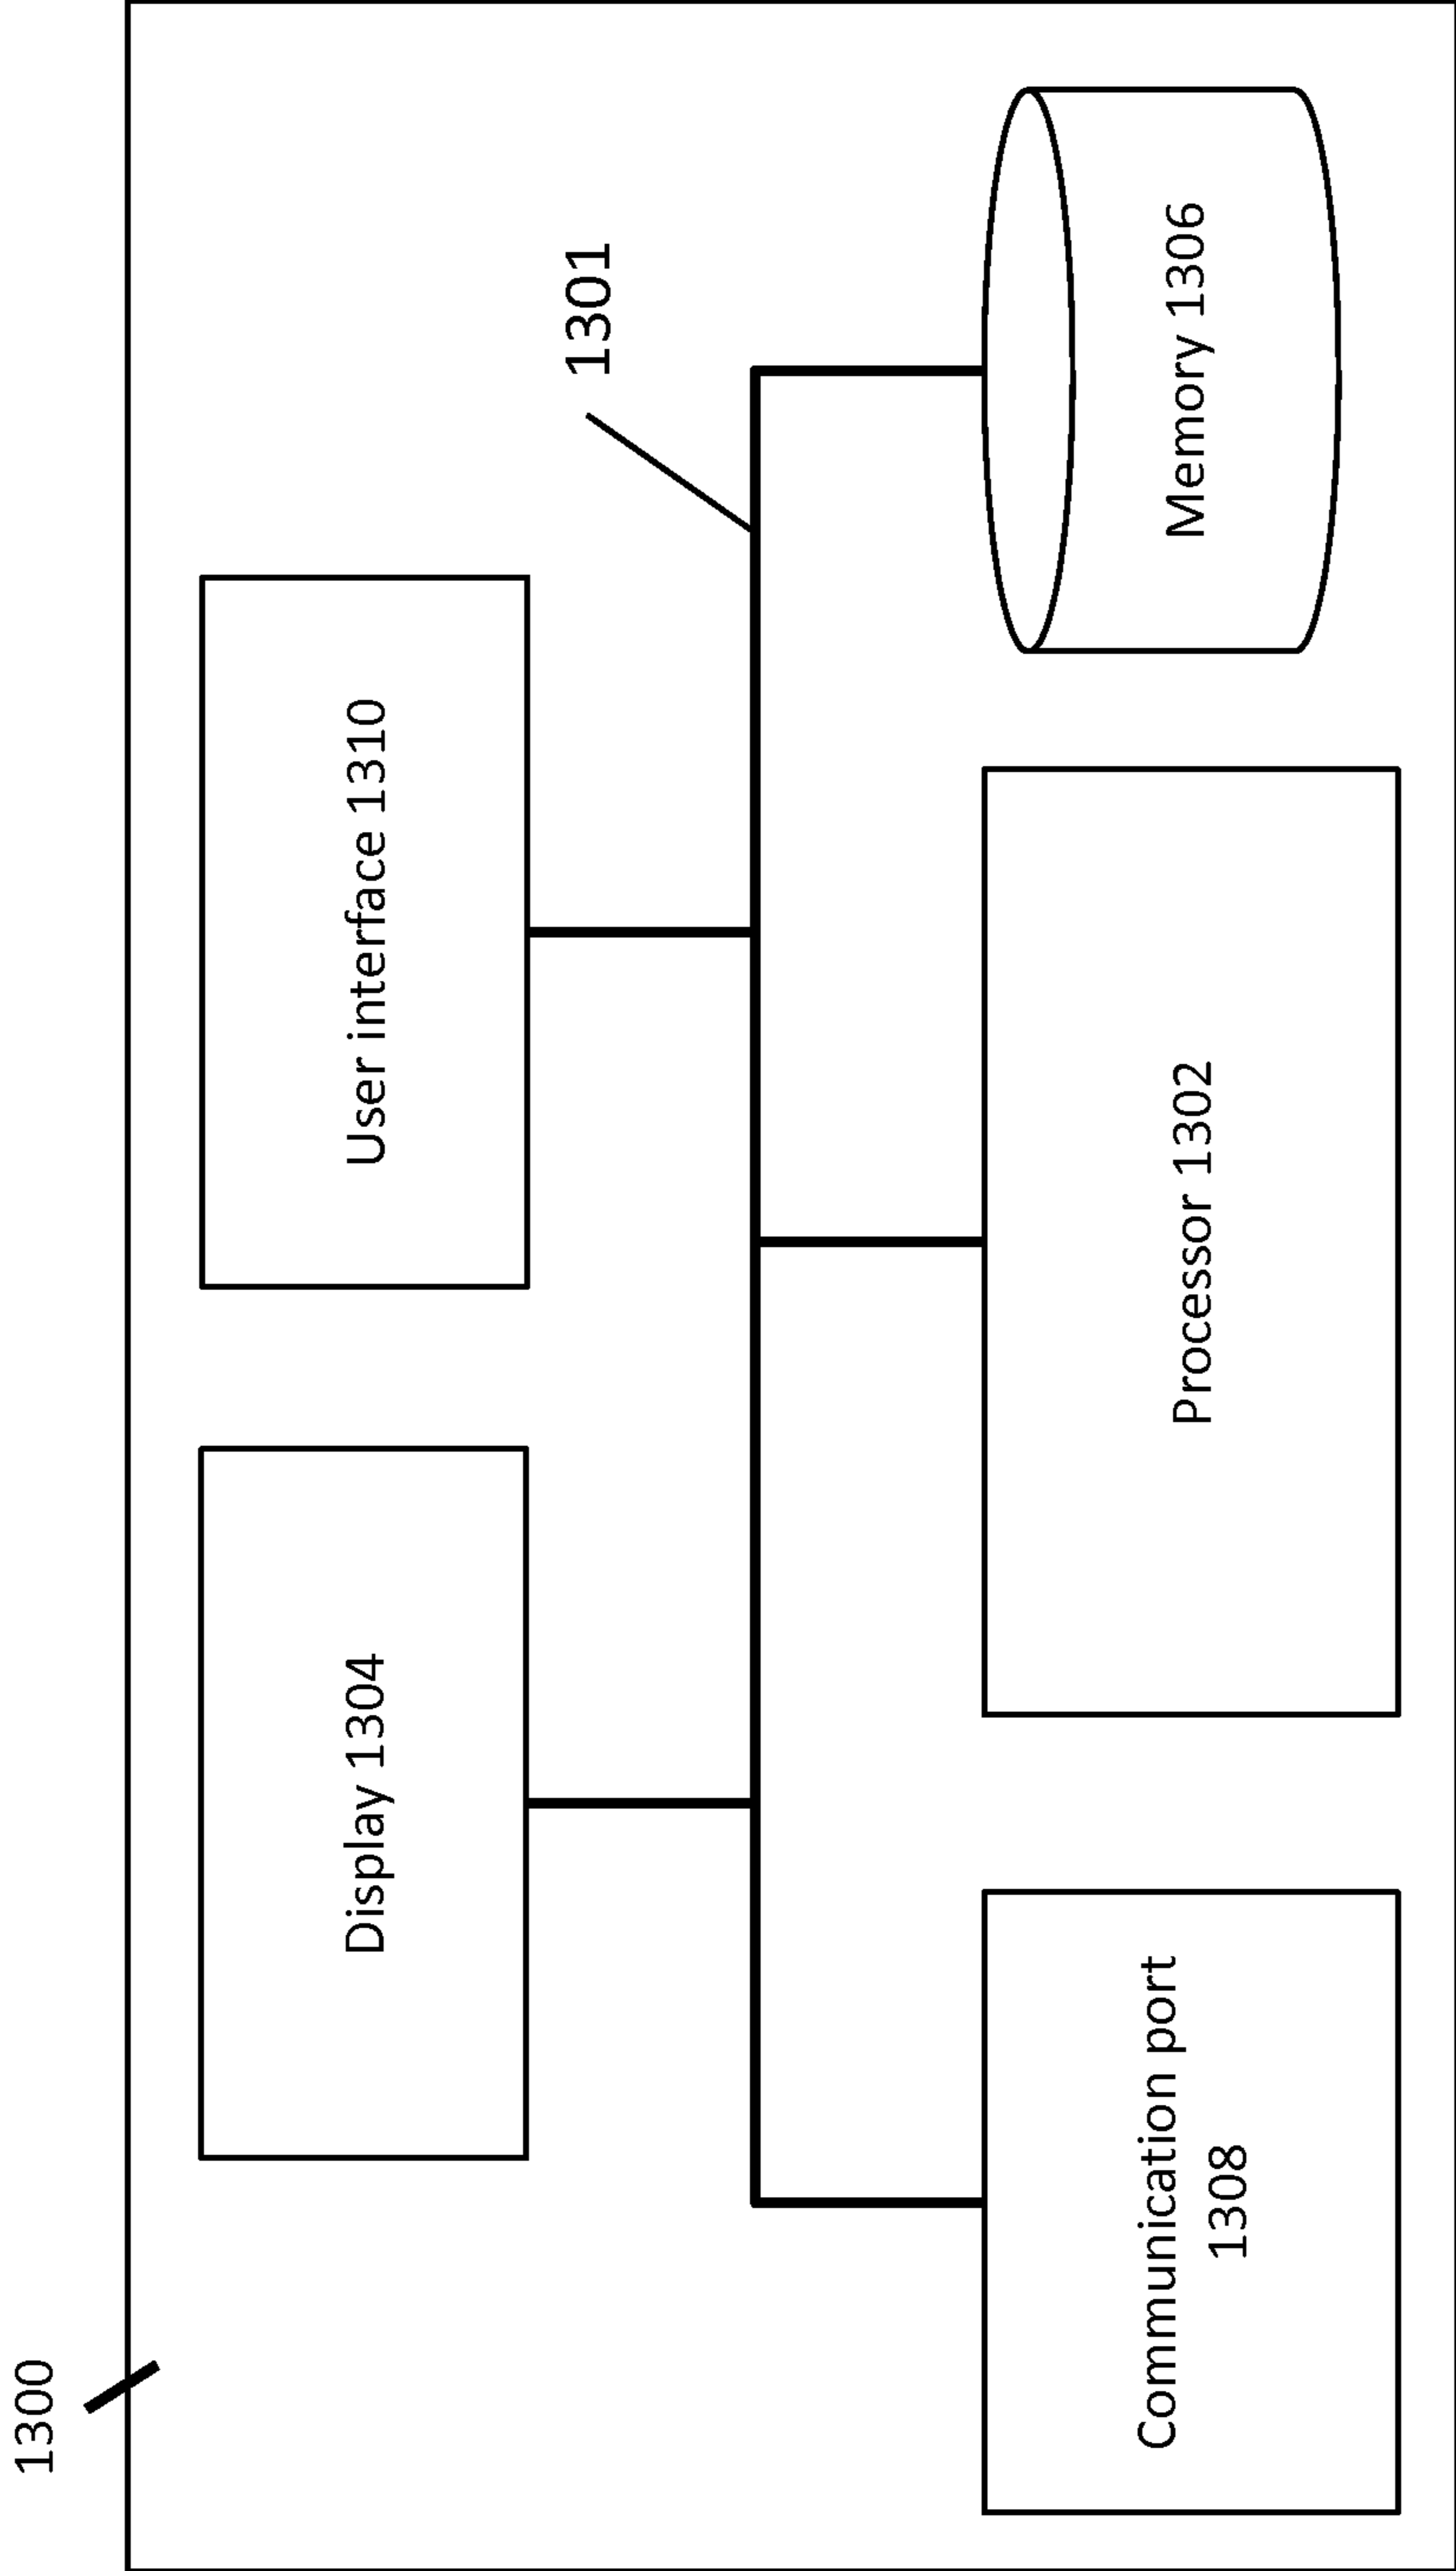 1300
Display 1304
User interface 1310
1301
Communication port
1308
Processor 1302
Memory 1306